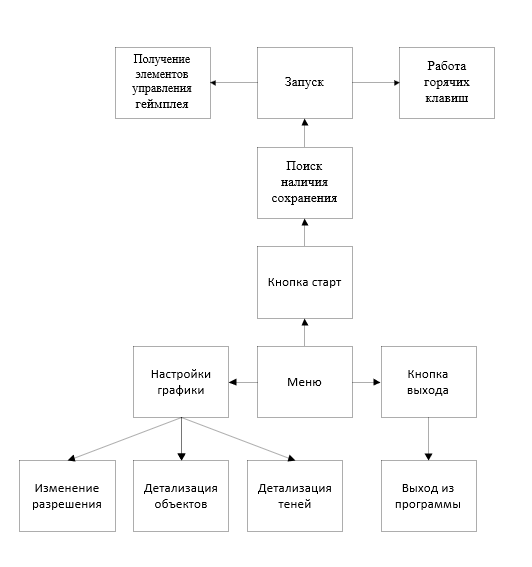 Получение
элементов
управления
геймплея
Запуск
Работа
горячих
клавиш
Поиск
наличия
сохранения
Кнопка старт
Настройки
графики
Меню
Кнопка
выхода
Изменение
разрешения
Детализация
объектов
Детализация
теней
Выход из
программы